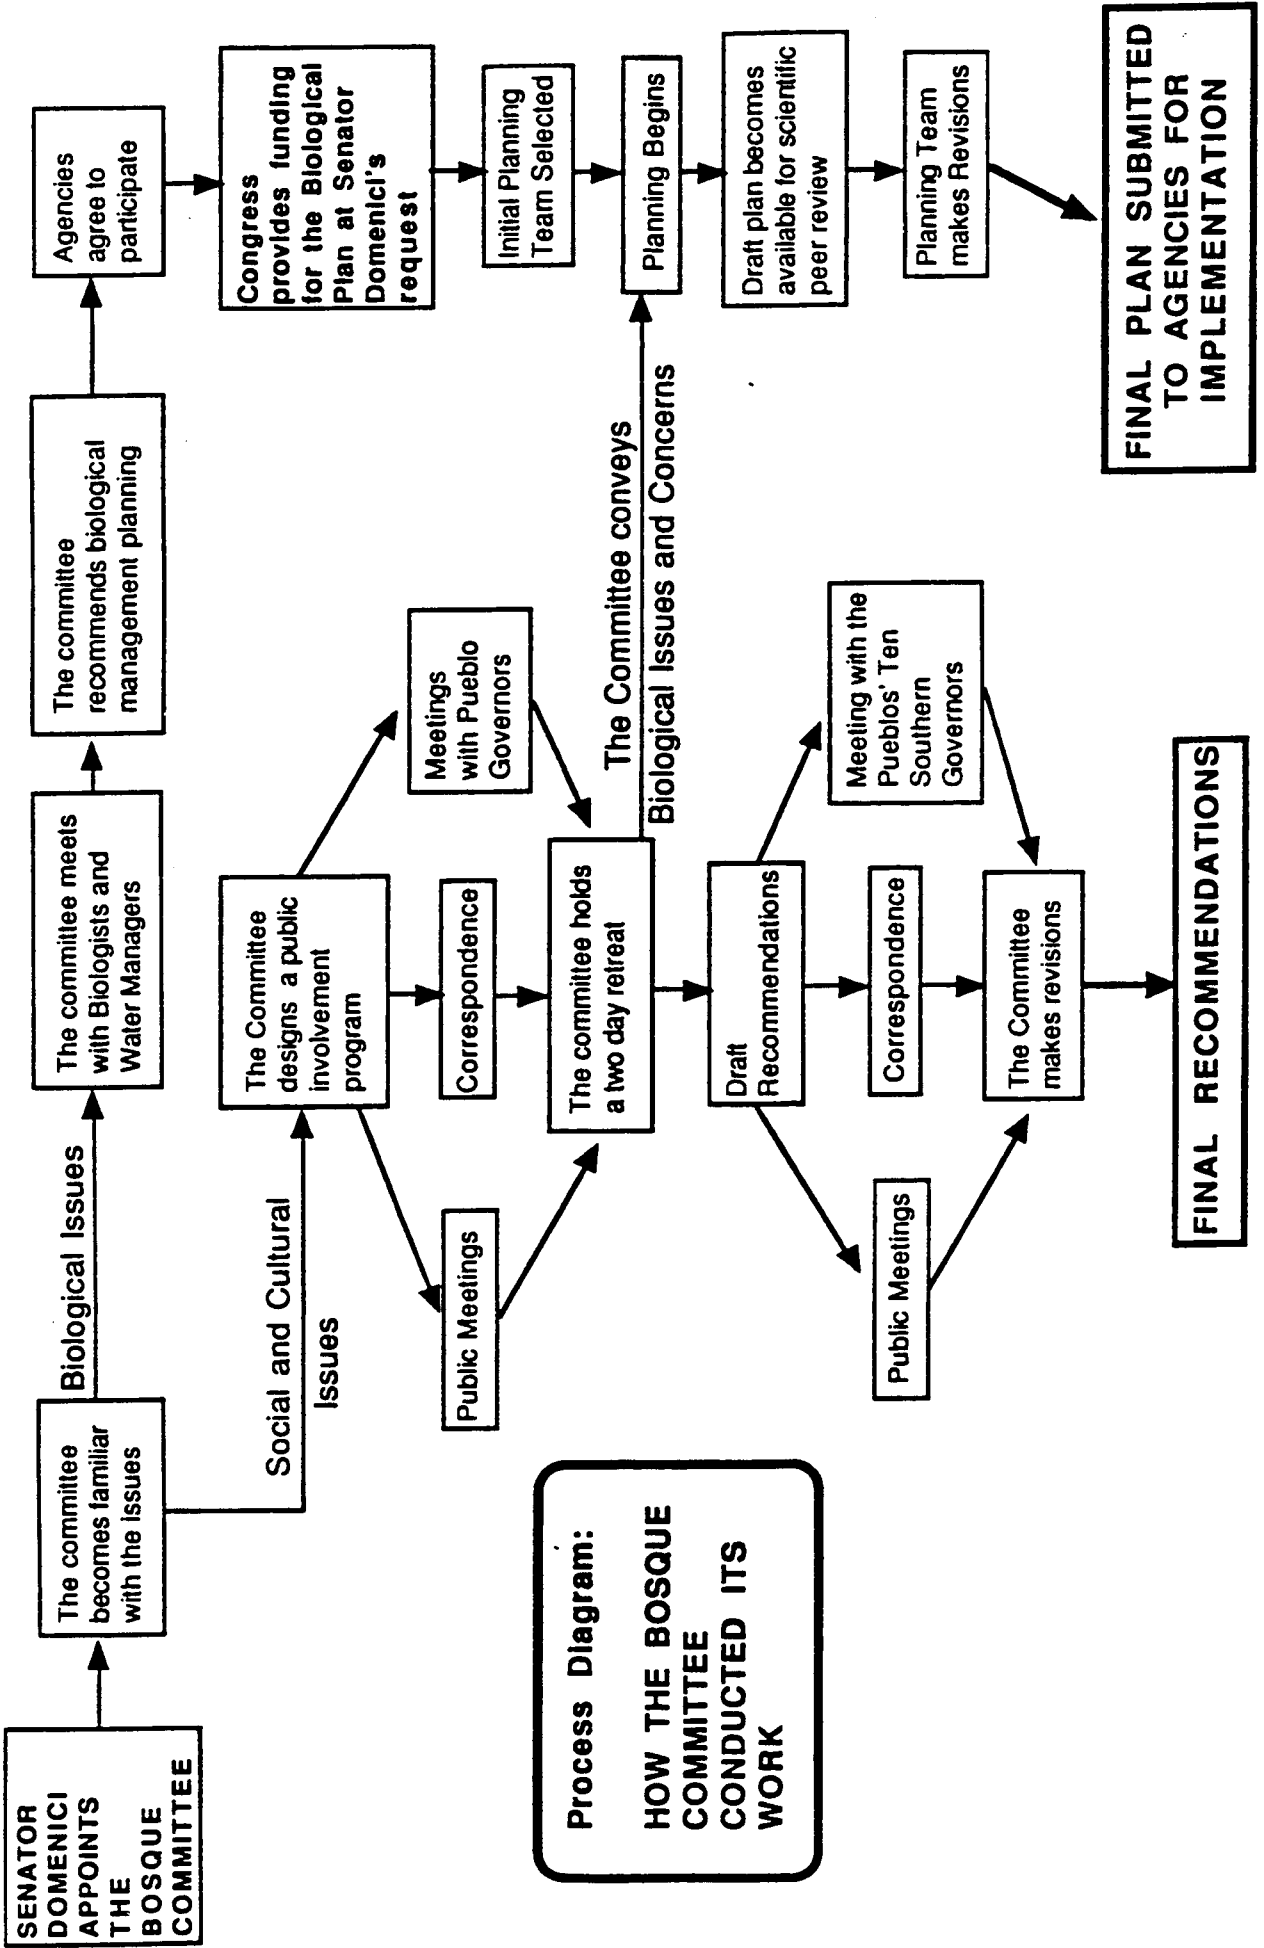 SENATOR
DOMENICI
APPOINTS
THE
BOSQUE
COMMITTEE
The committee
becomes familiar
with the issues
Biological Issues
The committee meets
with Biologists and
Water Managers
The committee
recommends biological
management planning
Agencies
agree to
participate
Social and Cultural
Issues
The Committee
designs a public
involvement
program
Congress
provides funding
for the Biological
Plan at Senator
Domenici's
request
Public Meetings
Correspondence
Meetings
with Pueblo
Governors
Initial Planning
Team Selected
The committee holds
a two day retreat
The Committee conveys
Biological Issues and Concerns
Planning Begins
Process Diagram:
HOW THE BOSQUE
COMMITTEE
CONDUCTED ITS
WORK
Draft
Recommendations
Draft plan becomes
available for scientific
peer review
Public Meetings
Correspondence
Meeting with the
Pueblos' Ten
Southern
Governors
Planning Team
makes Revisions
The Committee
makes revisions
FINAL RECOMMENDATIONS
FINAL PLAN SUBMITTED
TO AGENCIES FOR
IMPLEMENTATION